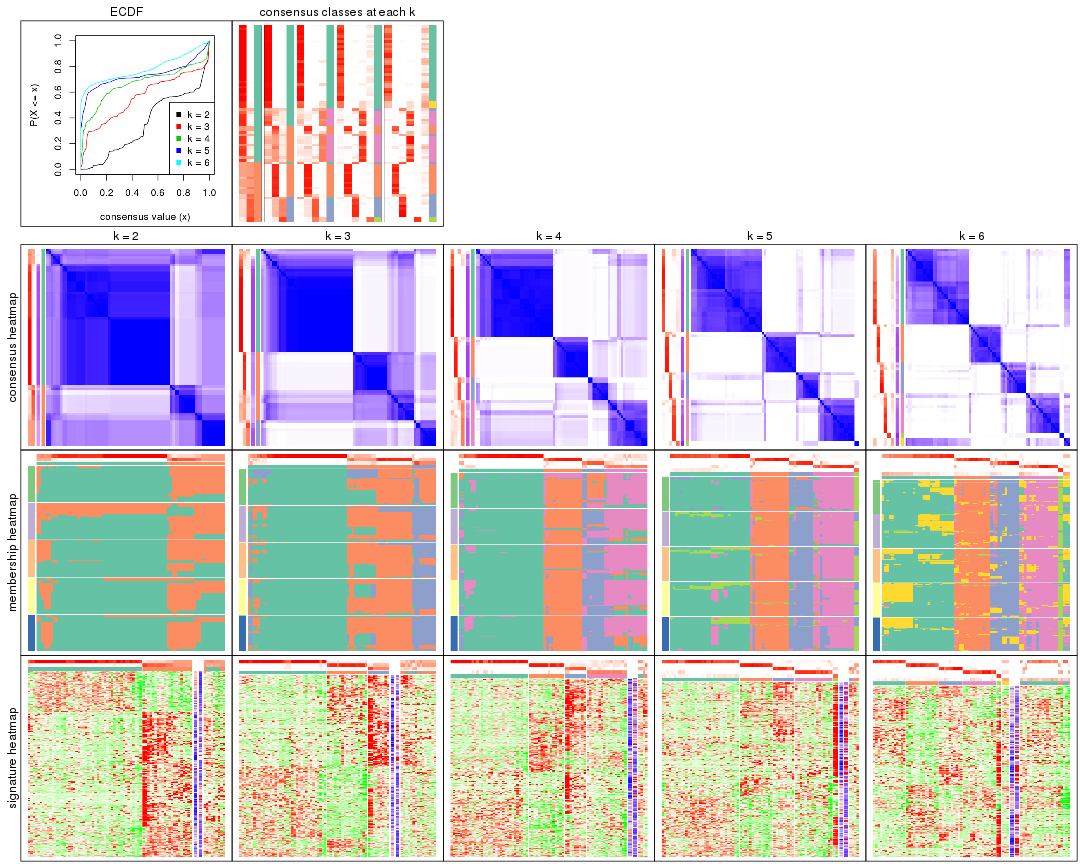 ECDF
consensus classes at each k
P(X <= x)
0.0 0.2 0.4 0.6 0.8 1.0
k = 2
k = 3
k = 4
k = 5
k = 6
0.0 0.2 0.4 0.6 0.8 1.0
consensus value (x)
k = 2
k = 3
k = 4
k = 5
k = 6
consensus heatmap
membership heatmap
signature heatmap